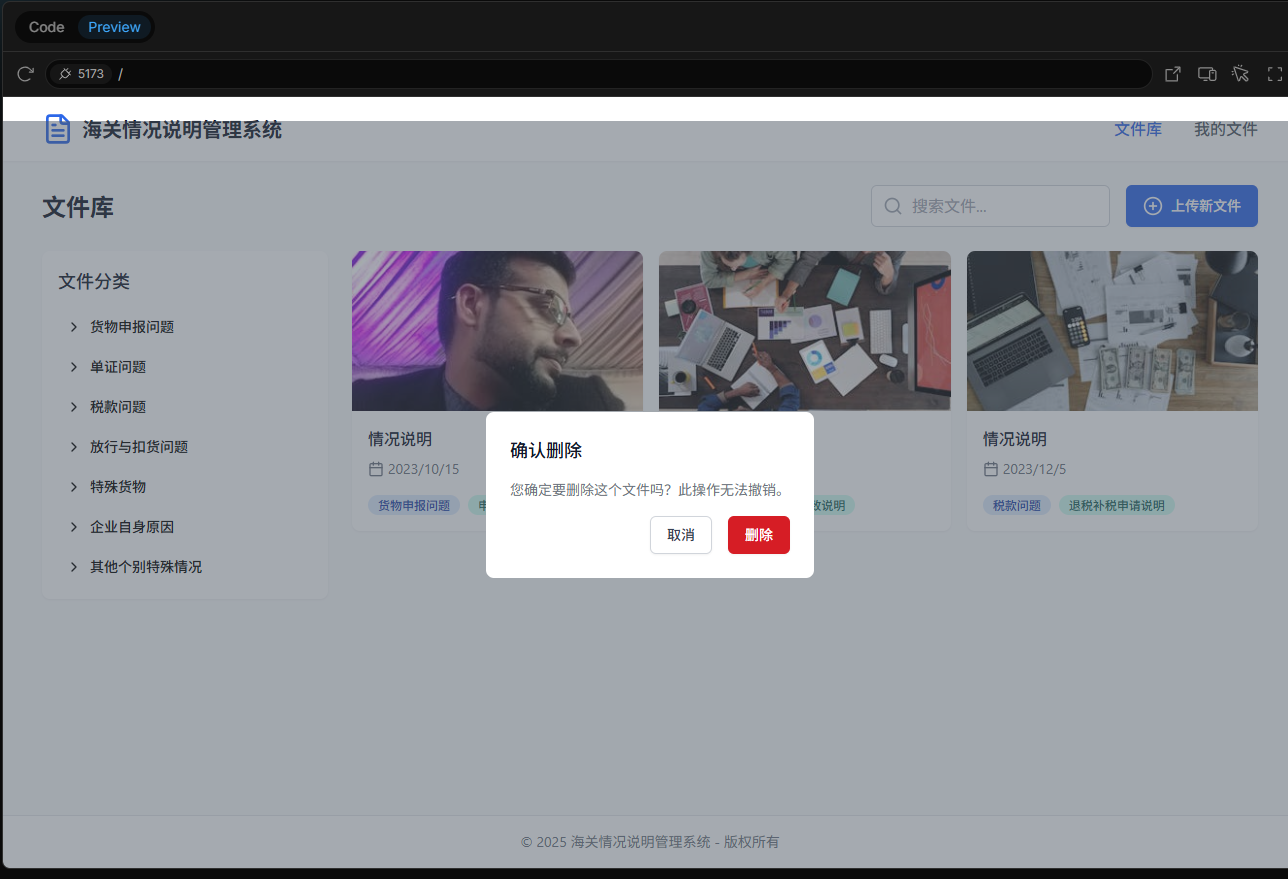 Code Preview
5173 /
海关情况说明管理系统
文件库 我的文件
文件库
搜索文件...
上传新文件
文件分类
货物申报问题
单证问题
税款问题
放行与扣货问题
特殊货物
企业自身原因
其他个别特殊情况
情况说明
2023/10/15
货物申报问题
确认删除
您确定要删除这个文件吗？此操作无法撤销。
取消 删除
说明
情况说明
2023/12/5
税款问题 退税补税申请说明
© 2025 海关情况说明管理系统 - 版权所有